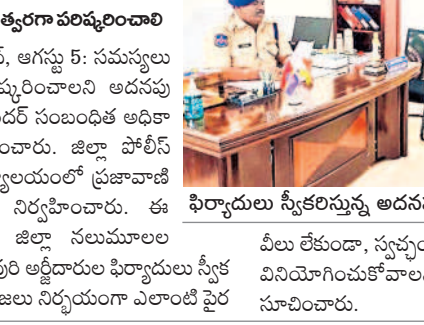 త్వరగా పరిష్కరించాలి
ఆగస్టు 5: సమస్యలు
ష్కరించాలని అదనపు
దర్ సంబంధిత అధికా
ంచారు. జిల్లా పోలీస్
ర్యాలయంలో ప్రజావాణి
నిర్వహించారు. ఈ
జిల్లా నలుమూలల
పురి అర్జీదారుల ఫిర్యాదులు స్వీక
జలు నిర్భయంగా ఎలాంటి పైర
ఫిర్యాదులు స్వీకరిస్తున్న అదన
వీలు లేకుండా, స్వచ్ఛం
వినియోగించుకోవాల
సూచించారు.